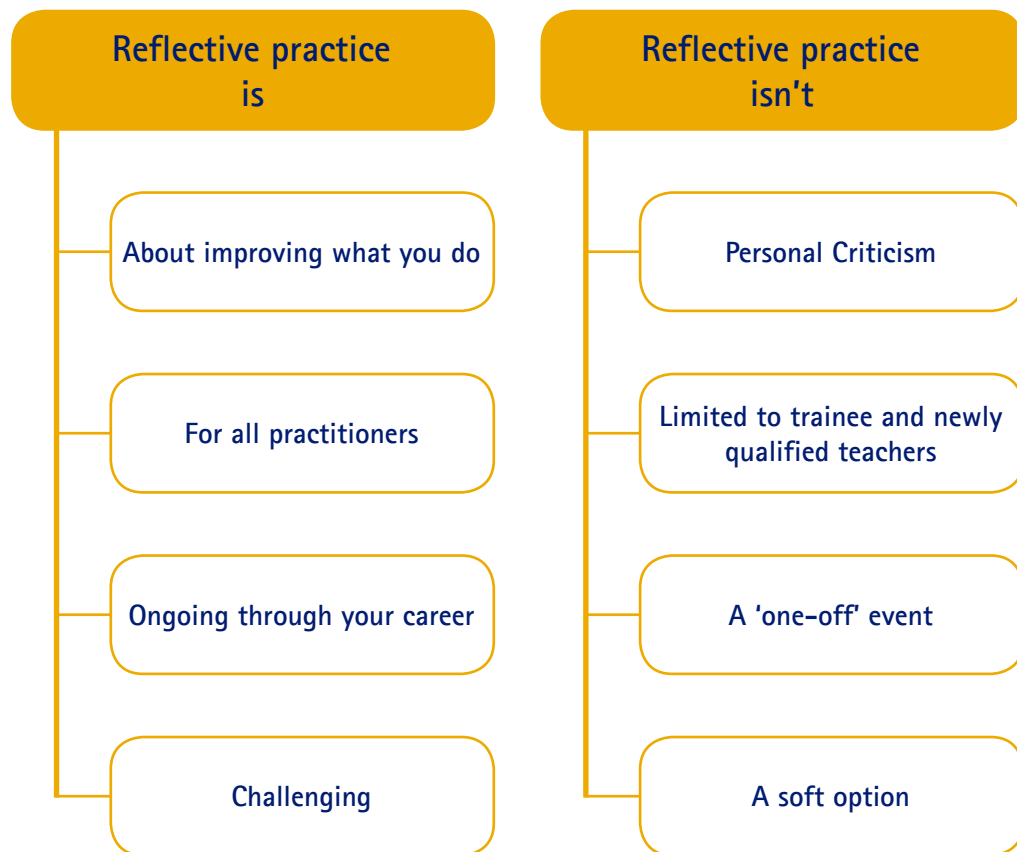 Reflective practice
is
About improving what you do
For all practitioners
Ongoing through your career
Challenging
Reflective practice
isn't
Personal Criticism
Limited to trainee and newly
qualified teachers
A 'one-off' event
A soft option